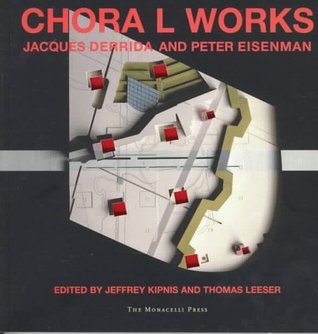 CHORA L WORKS
JACQUES DERRIDA AND PETER EISENMAN
EDITED BY JEFFREY KIPNIS AND THOMAS LEESER
THE MONACELLI PRESS